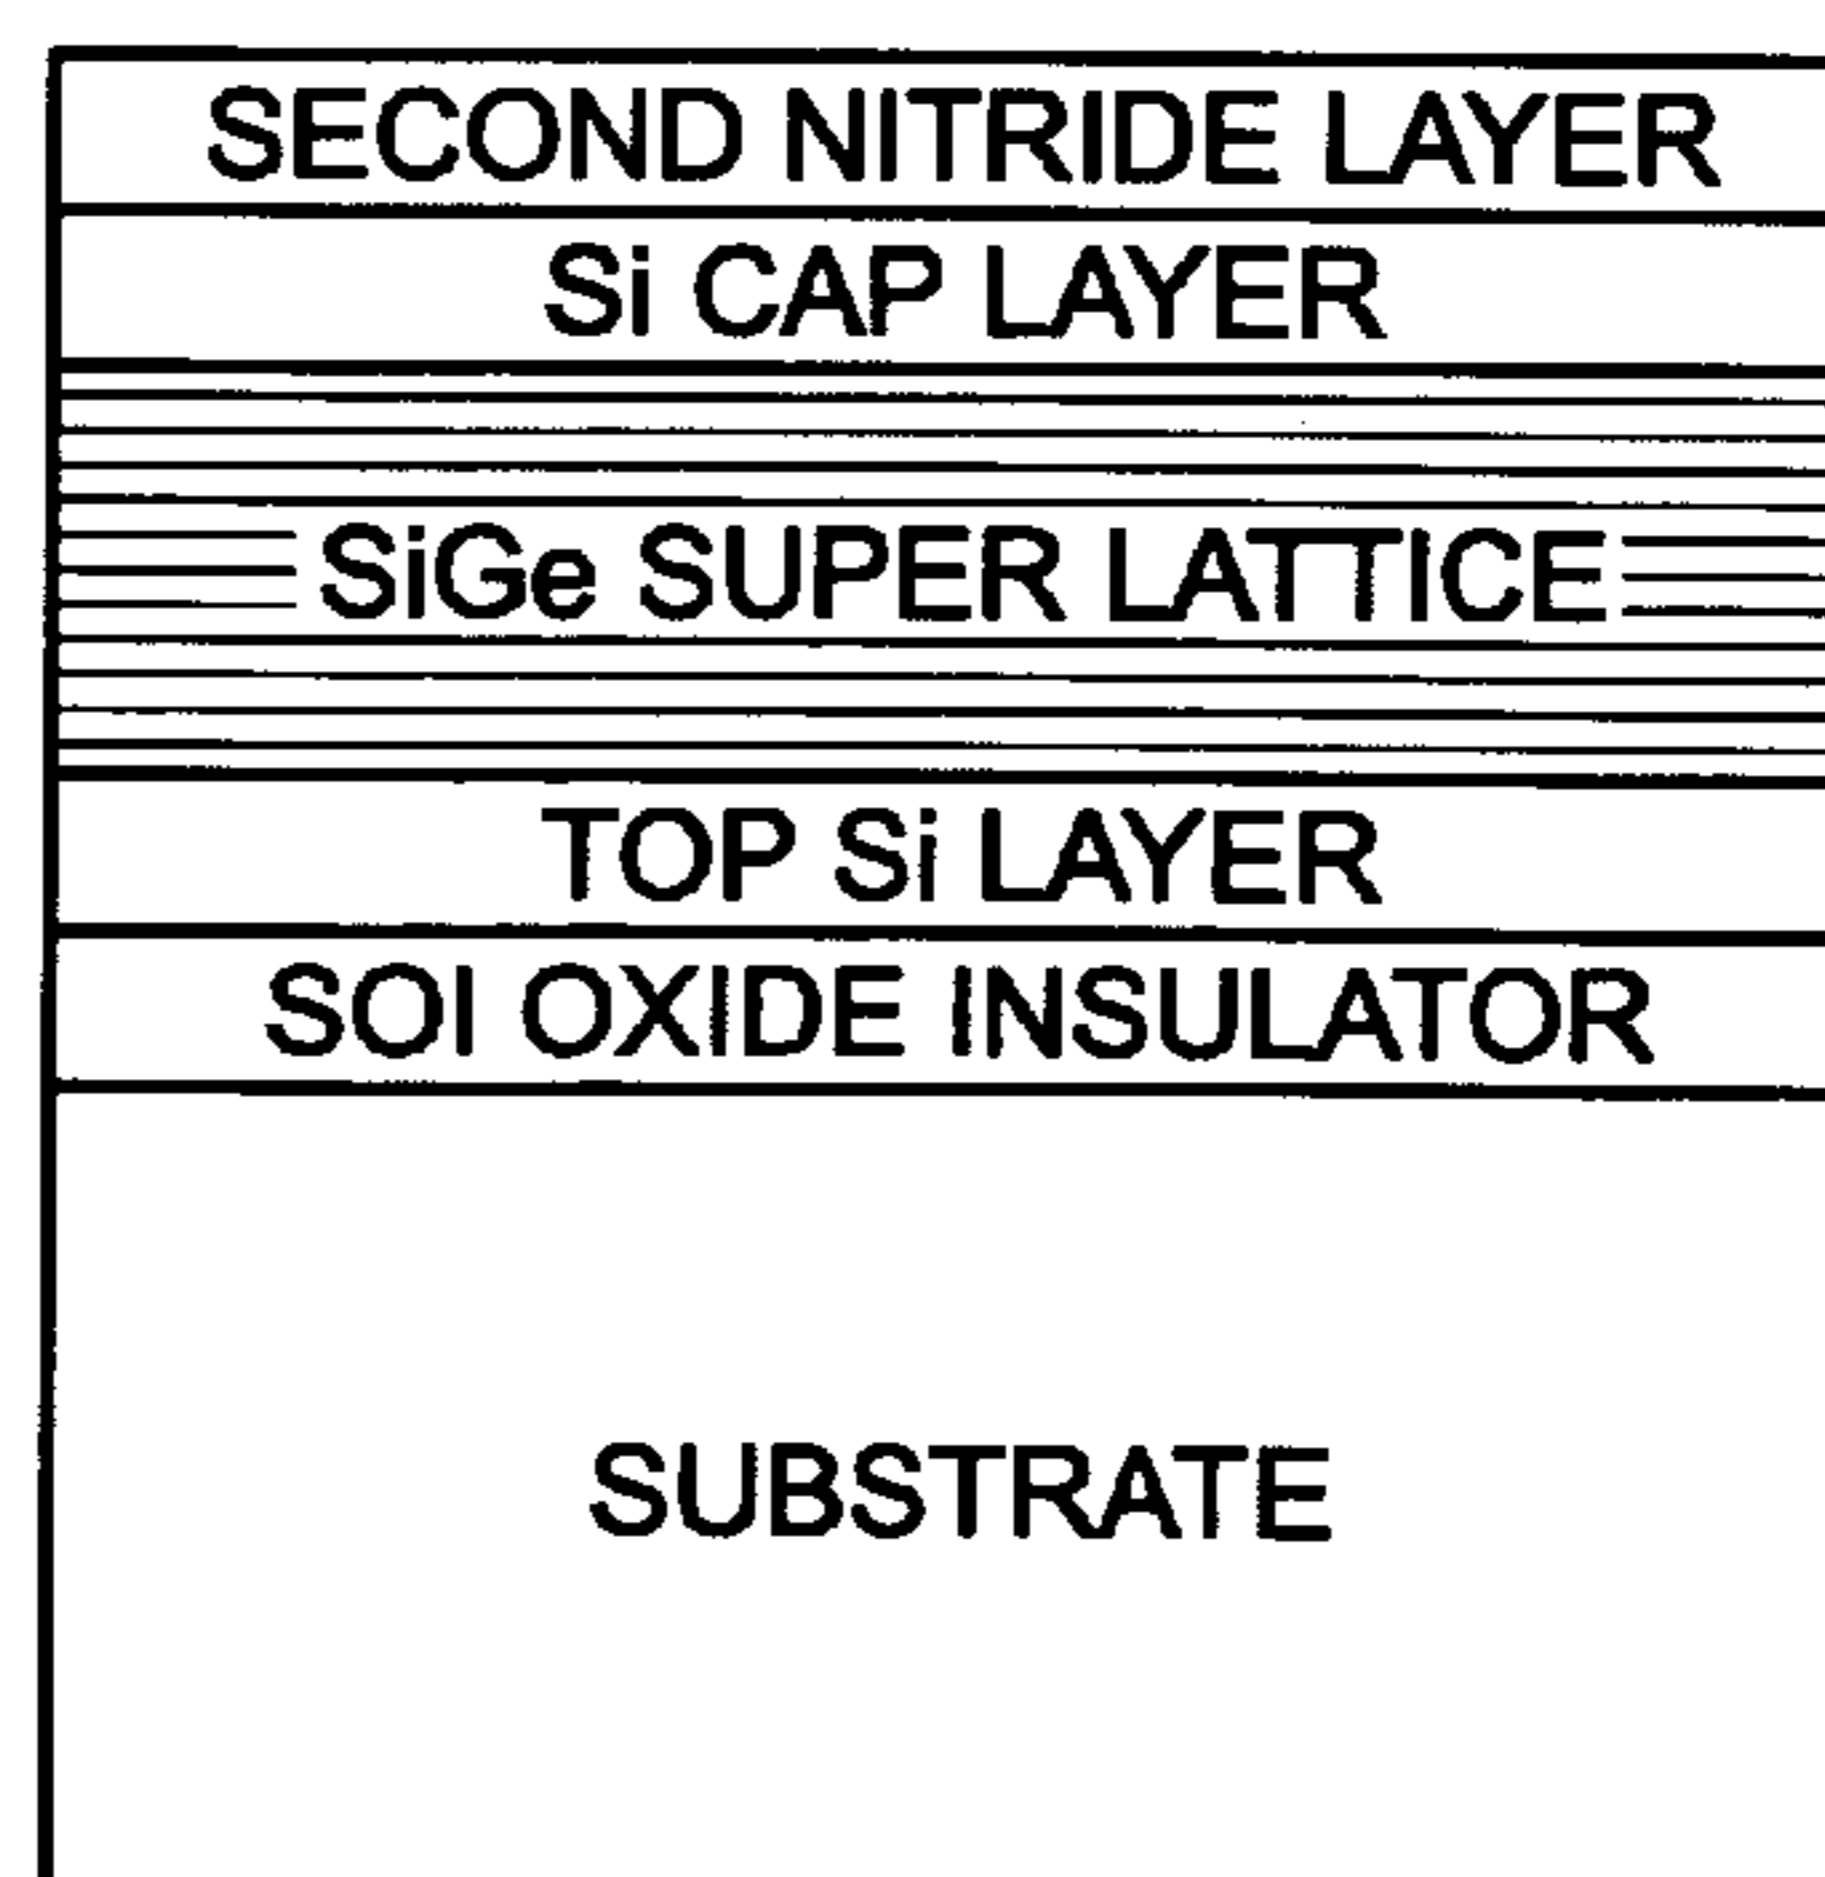 SECOND NITRIDE LAYER
Si CAP LAYER
SiGe SUPER LATTICE
TOP Si LAYER
SOI OXIDE INSULATOR
SUBSTRATE